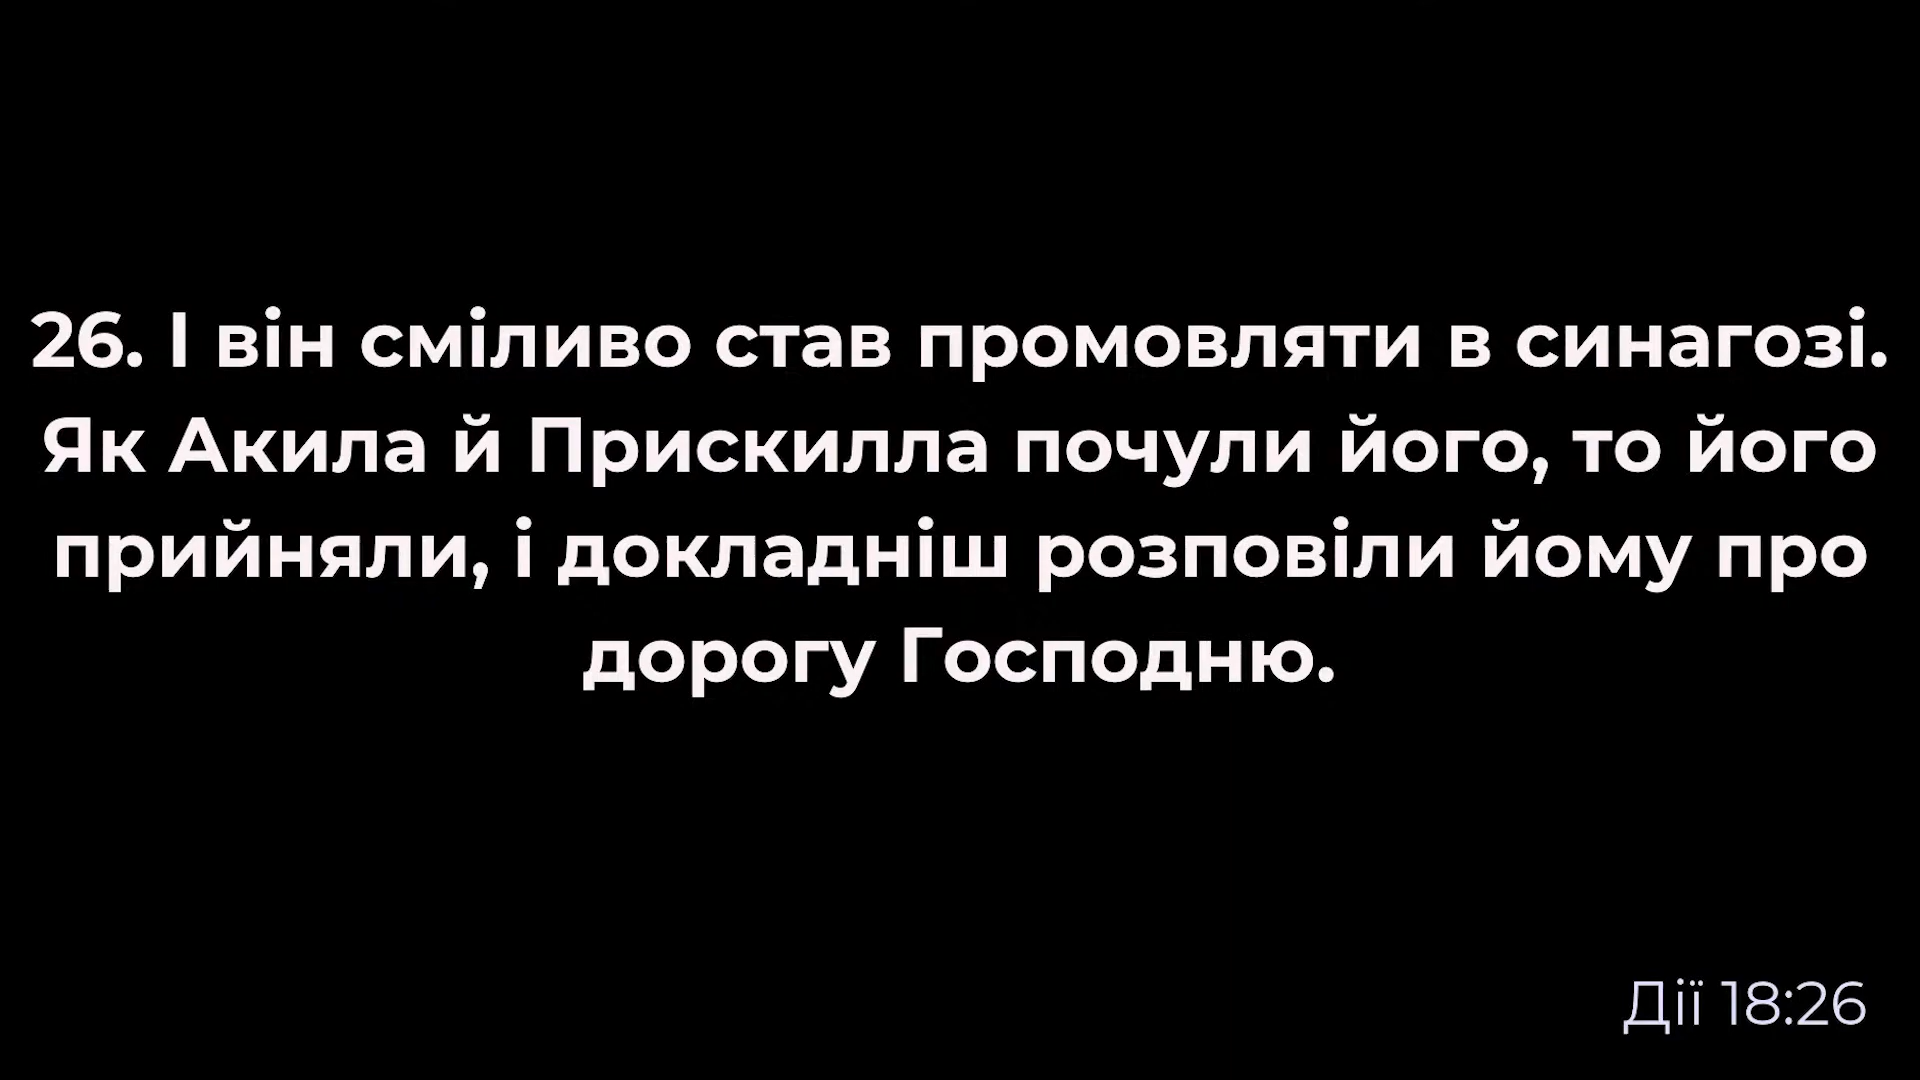 26. І він сміливо став промовляти в синагозі.
Як Акила й Прискилла почули його, то його
прийняли, і докладніш розповіли йому про
дорогу Господню.
Дії 18:26